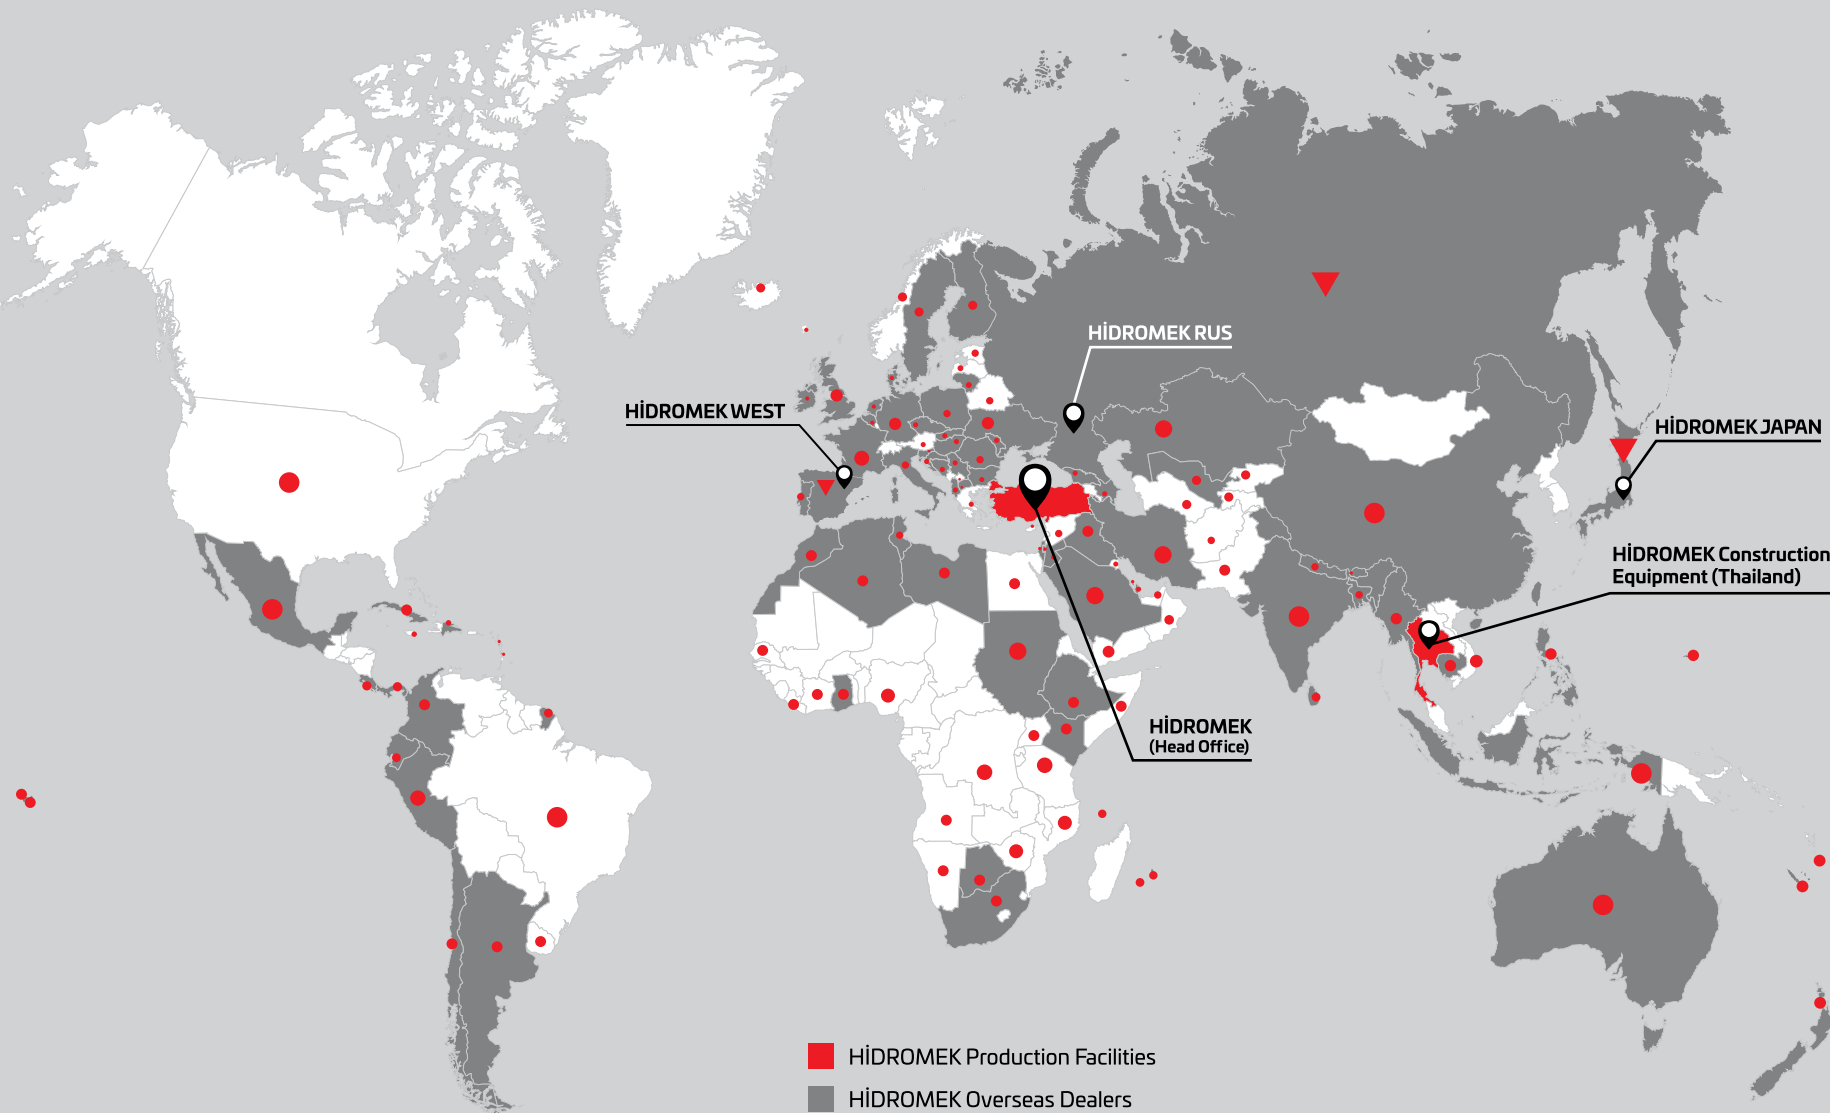 HİDROMEK RUS
HİDROMEK WEST
HİDROMEK JAPAN
HİDROMEK Construction
Equipment (Thailand)
HİDROMEK
(Head Office)
HİDROMEK Production Facilities
HİDROMEK Overseas Dealers